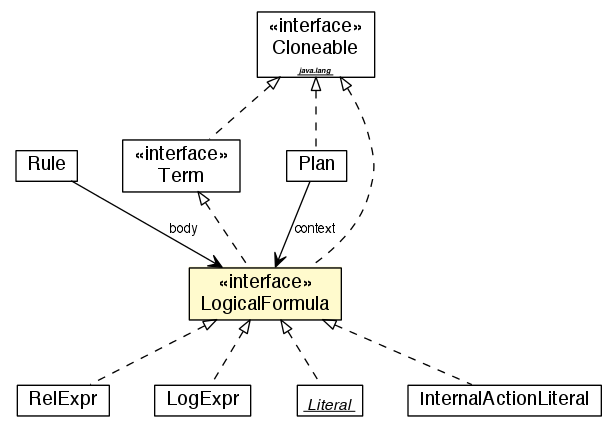 «interface»
Cloneable
java.lang
Rule
«interface»
Term
Plan
body
context
«interface»
LogicalFormula
RelExpr
LogExpr
Literal
InternalActionLiteral